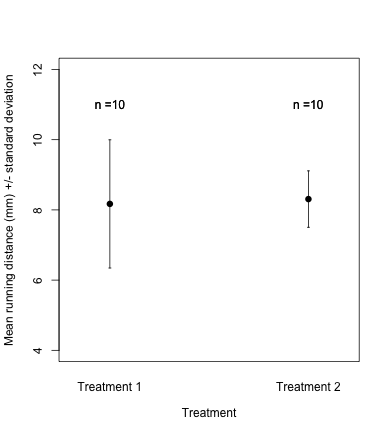 n =10 n =10
12
10
8
6
4
Mean running distance (mm) +/- standard deviation
Treatment 1 Treatment 2
Treatment